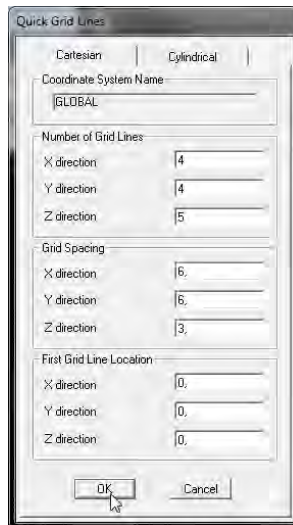 Quick Grid Lines
Cartesian Cylindrical
Coordinate System Name
GLOBAL
Number of Grid Lines
X direction 4
Y direction 4
Z direction 5
Grid Spacing
X direction 6.
Y direction 6.
Z direction 3.
First Grid Line Location
X direction 0.
Y direction 0.
Z direction 0.
OK Cancel